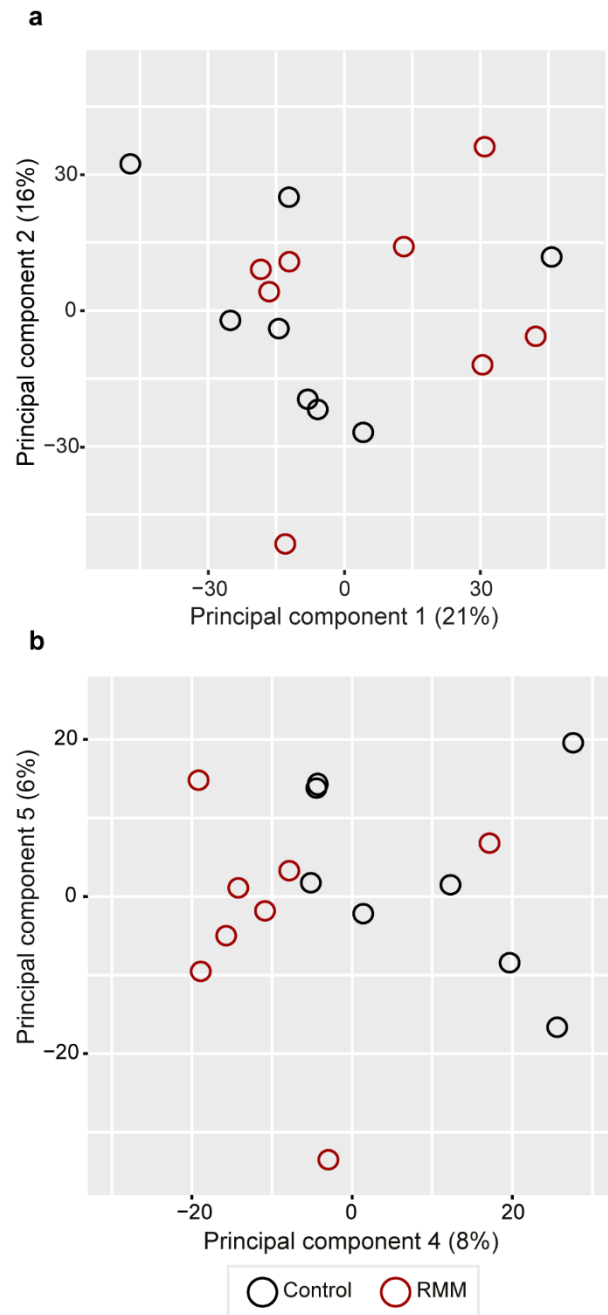 a
Principal component 2 (16%)
30
0
−30
−30
0
30
Principal component 1 (21%)
b
Principal component 5 (6%)
20
0
−20
−20
0
20
Principal component 4 (8%)
Control
RMM